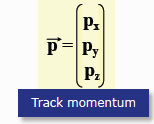 pₓ
p⃗ = p_y
p_z
Track momentum